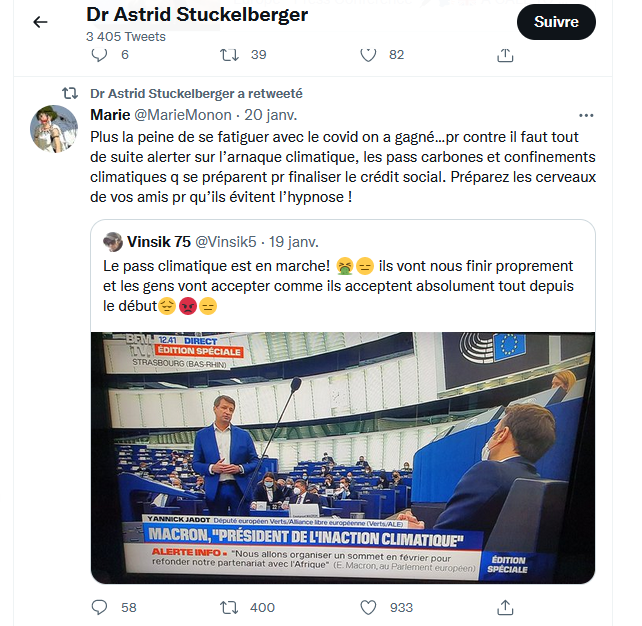 Dr Astrid Stuckelberger
3 405 Tweets
Suivre
6 39 82
Dr Astrid Stuckelberger a retweeté
Marie @MarieMonon · 20 janv.
Plus la peine de se fatiguer avec le covid on a gagné...pr contre il faut tout
de suite alerter sur l'arnaque climatique, les pass carbones et confinements
climatiques q se préparent pr finaliser le crédit social. Préparez les cerveaux
de vos amis pr qu'ils évitent l'hypnose !
Vinsik 75 @Vinsik5 · 19 janv.
Le pass climatique est en marche! 🤮😑 ils vont nous finir proprement
et les gens vont accepter comme ils acceptent absolument tout depuis
le début😔😡😑
BFM
TV
12.41 DIRECT
ÉDITION SPÉCIALE
STRASBOURG (BAS-RHIN)
YANNICK JADOT Député européen Verts/Alliance libre européenne (Verts/ALE)
MACRON, "PRÉSIDENT DE L'INACTION CLIMATIQUE"
ALERTE INFO "Nous allons organiser un sommet en février pour
refonder notre partenariat avec l'Afrique" (E. Macron, au Parlement européen)
ÉDITION
SPÉCIALE
58 400 933